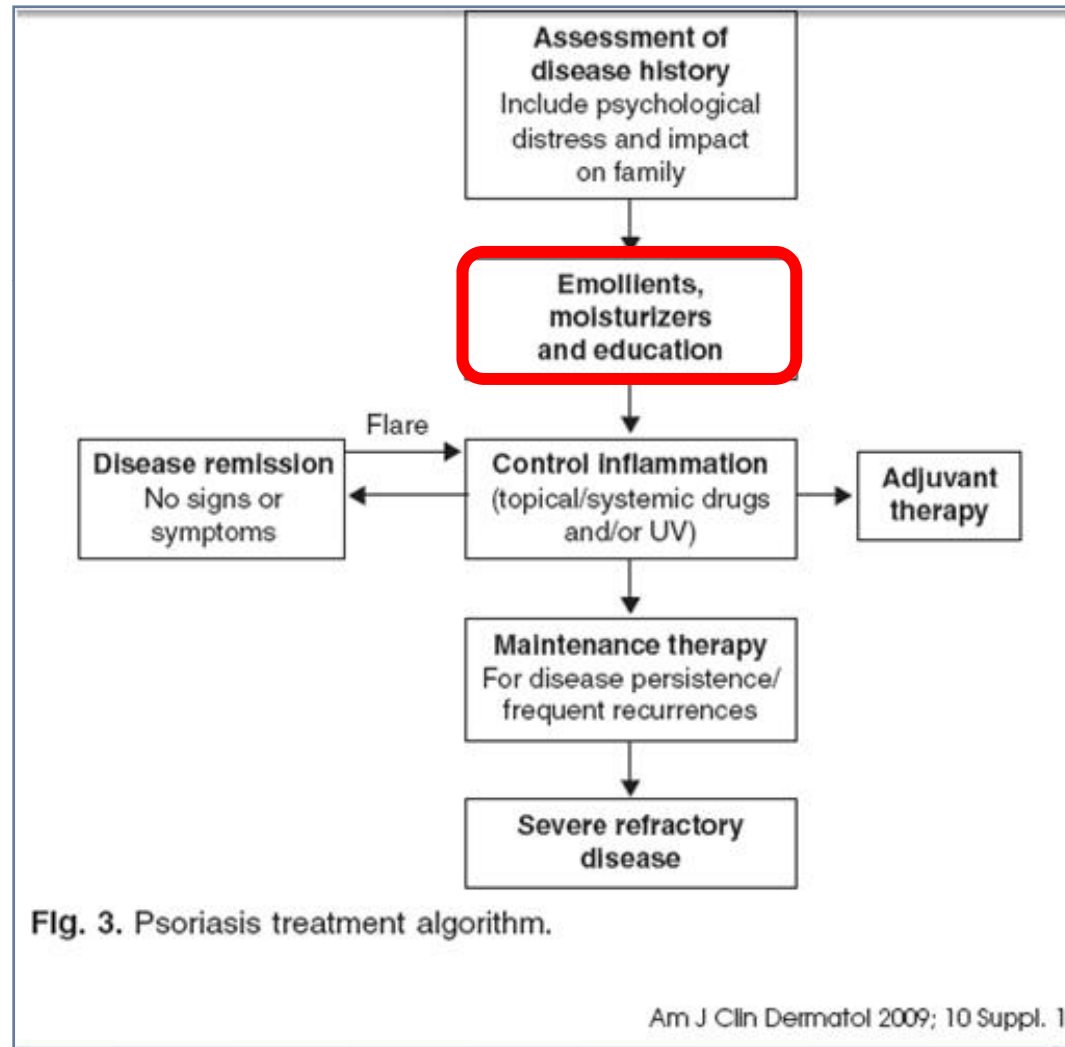 Assessment of
disease history
Include psychological
distress and impact
on family
Emollients,
moisturizers
and education
Flare
Disease remission
No signs or
symptoms
Control inflammation
(topical/systemic drugs
and/or UV)
Adjuvant
therapy
Maintenance therapy
For disease persistence/
frequent recurrences
Severe refractory
disease
Fig. 3. Psoriasis treatment algorithm.
Am J Clin Dermatol 2009; 10 Suppl. 1